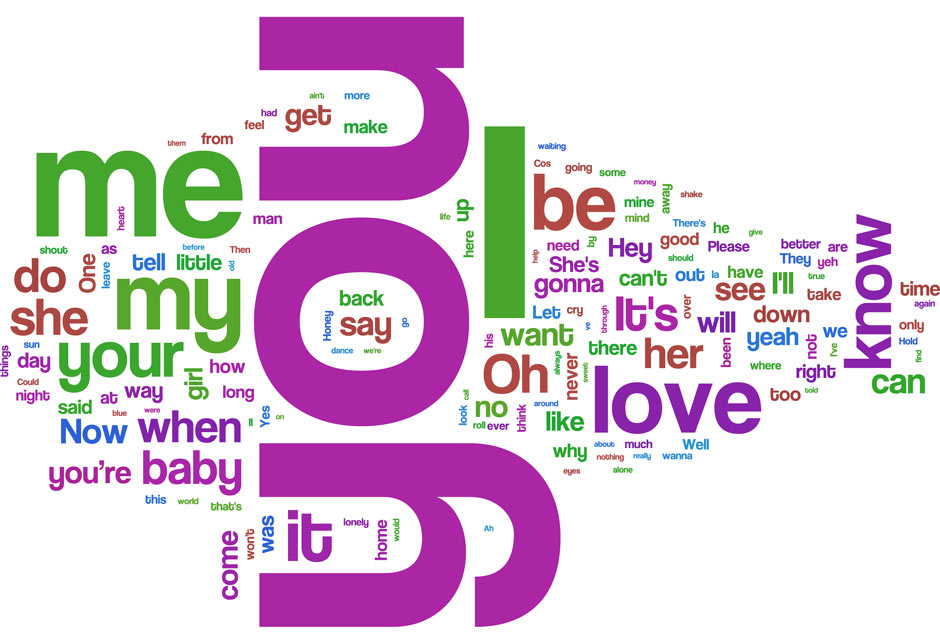 you
I
me
my
your
love
know
be
she
do
say
back
Honey
go
dance
we're
get
make
ain't
more
had
feel
from
them
heart
man
shout
as
One
leave
before
tell
little
Then
old
sun
day
things
Could
night
said
at
way
girl
how
long
blue
were
Now
when
ll
Yes
on
you're
baby
this
world
that's
come
won't
was
it
lonely
home
would
Ah
life
up
here
waiting
Cos
going
some
money
away
shake
mine
mind
There's
he
give
help
need
by
Hey
good
should
Please
better
are
They
yeh
true
She's
gonna
can't
out
la
have
see
I'll
take
time
again
Let
cry
ve
through
It's
over
will
down
yeah
we
only
Hold
his
want
there
her
been
where
not
I've
right
find
can
Oh
always
never
sweet
too
told
call
look
no
roll
ever
think
around
like
why
about
much
nothing
really
wanna
Well
eyes
alone